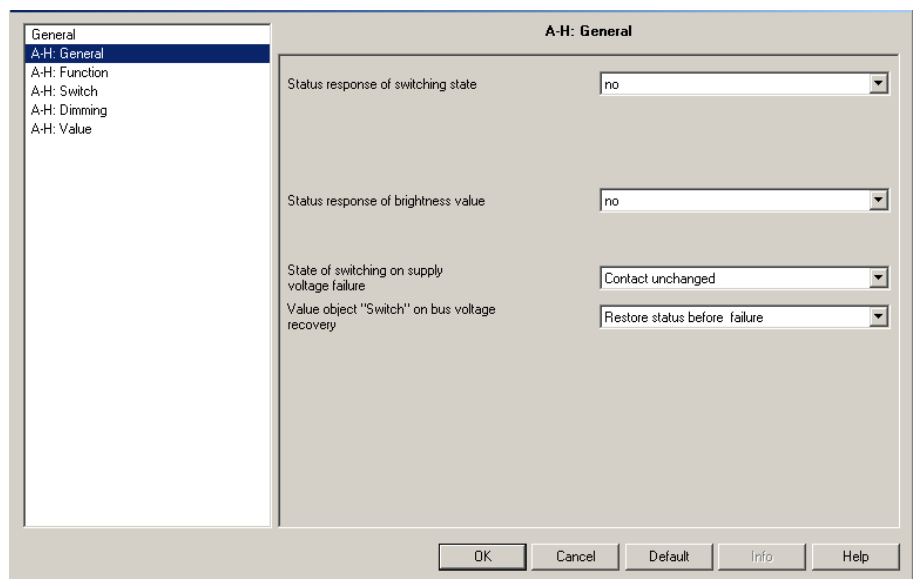 General
A-H: General
A-H: Function
A-H: Switch
A-H: Dimming
A-H: Value
A-H: General
Status response of switching state
no
Status response of brightness value
no
State of switching on supply
voltage failure
Contact unchanged
Value object "Switch" on bus voltage
recovery
Restore status before failure
OK
Cancel
Default
Info
Help